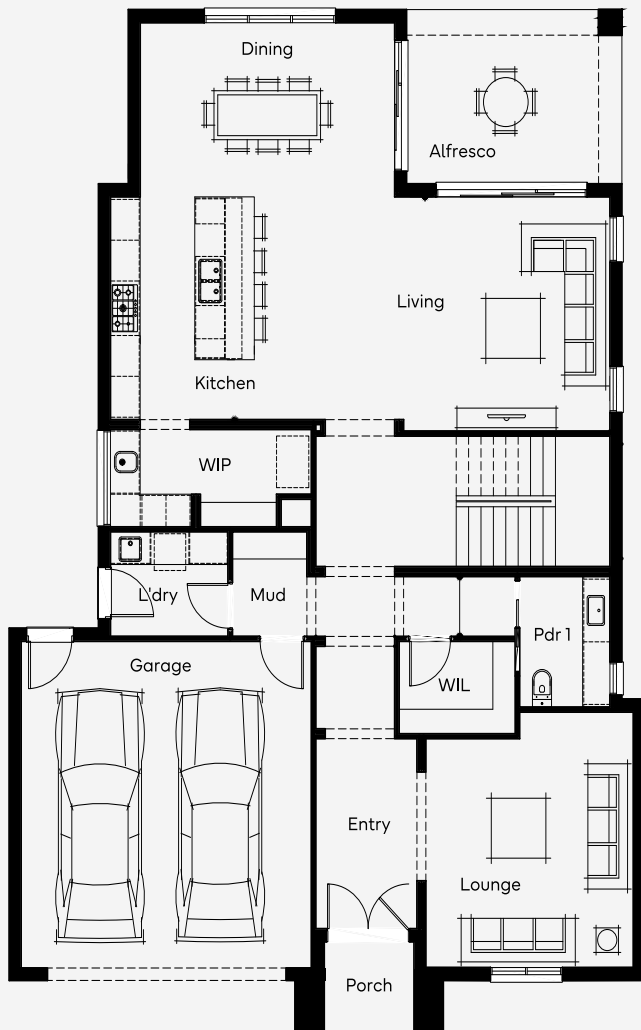 Dining
Alfresco
Living
Kitchen
WIP
L'dry
Mud
Pdr 1
Garage
WIL
Entry
Lounge
Porch